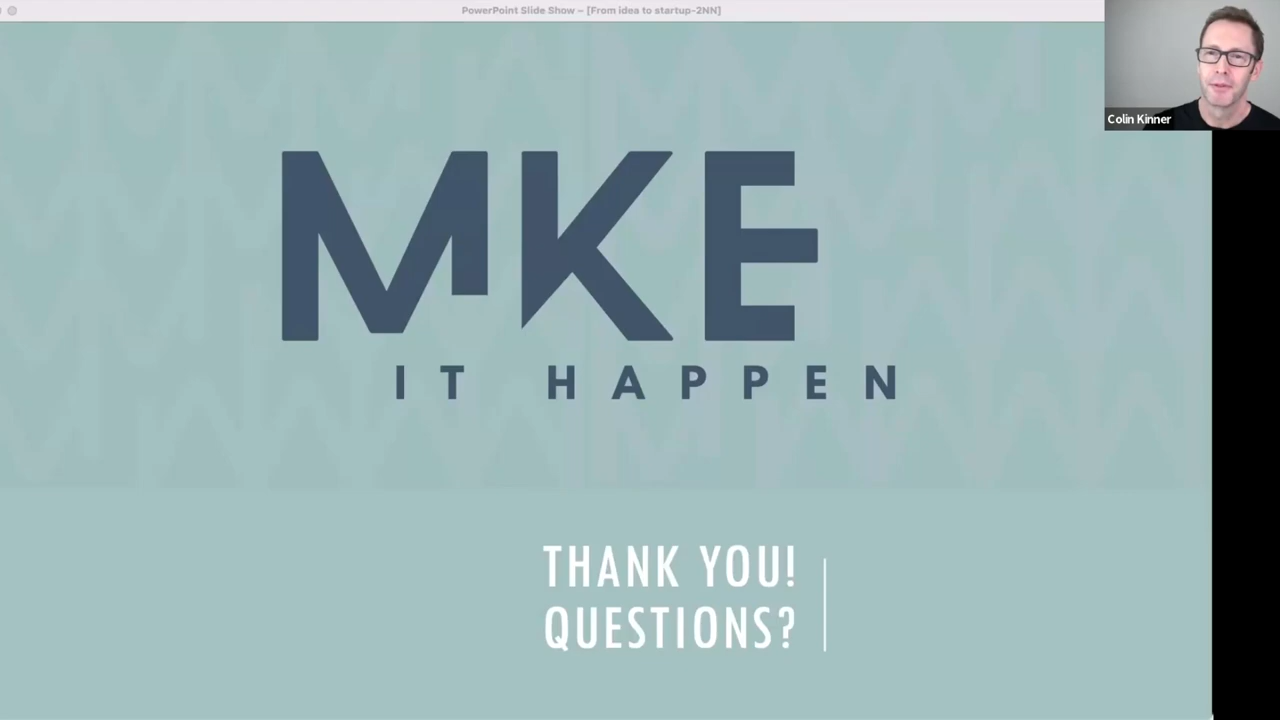 PowerPoint Slide Show – [From idea to startup-2NN]
Colin Kinner
MKE
IT HAPPEN
THANK YOU!
QUESTIONS?